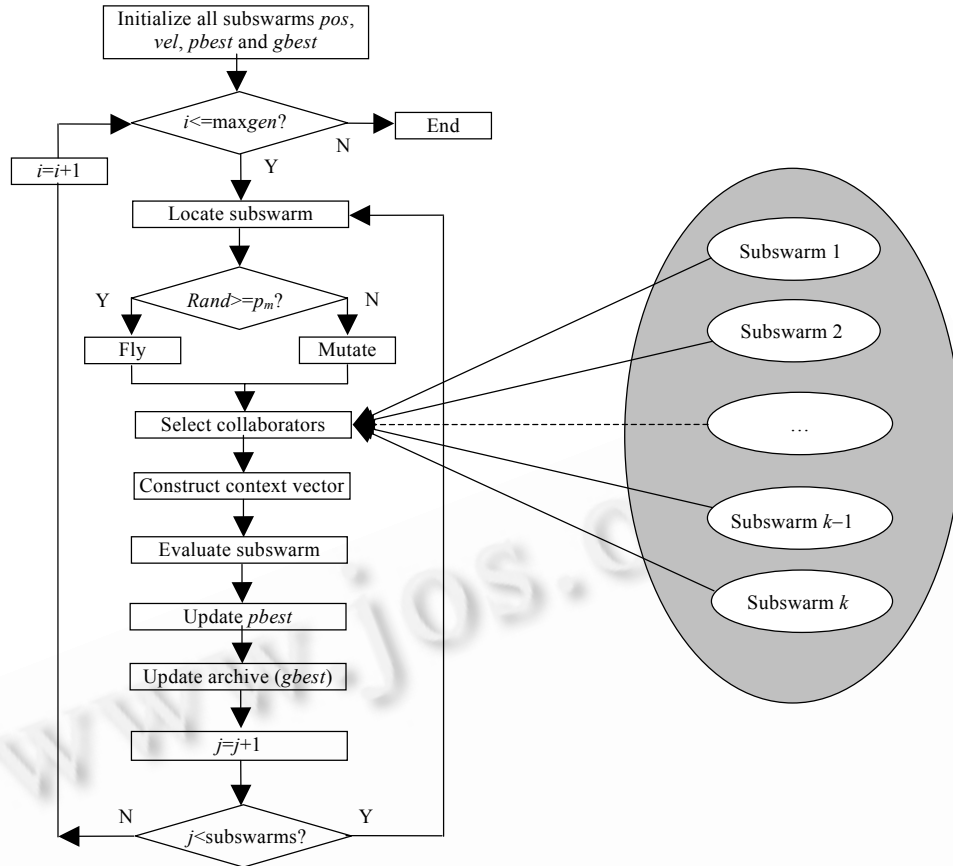 Initialize all subswarms pos,
vel, pbest and gbest
i<=maxgen?
N
End
Y
i=i+1
Locate subswarm
Y
Rand>=pm?
N
Fly
Mutate
Select collaborators
Construct context vector
Evaluate subswarm
Update pbest
Update archive (gbest)
j=j+1
N
j<subswarms?
Y
Subswarm 1
Subswarm 2
…
Subswarm k−1
Subswarm k
www.jos.o